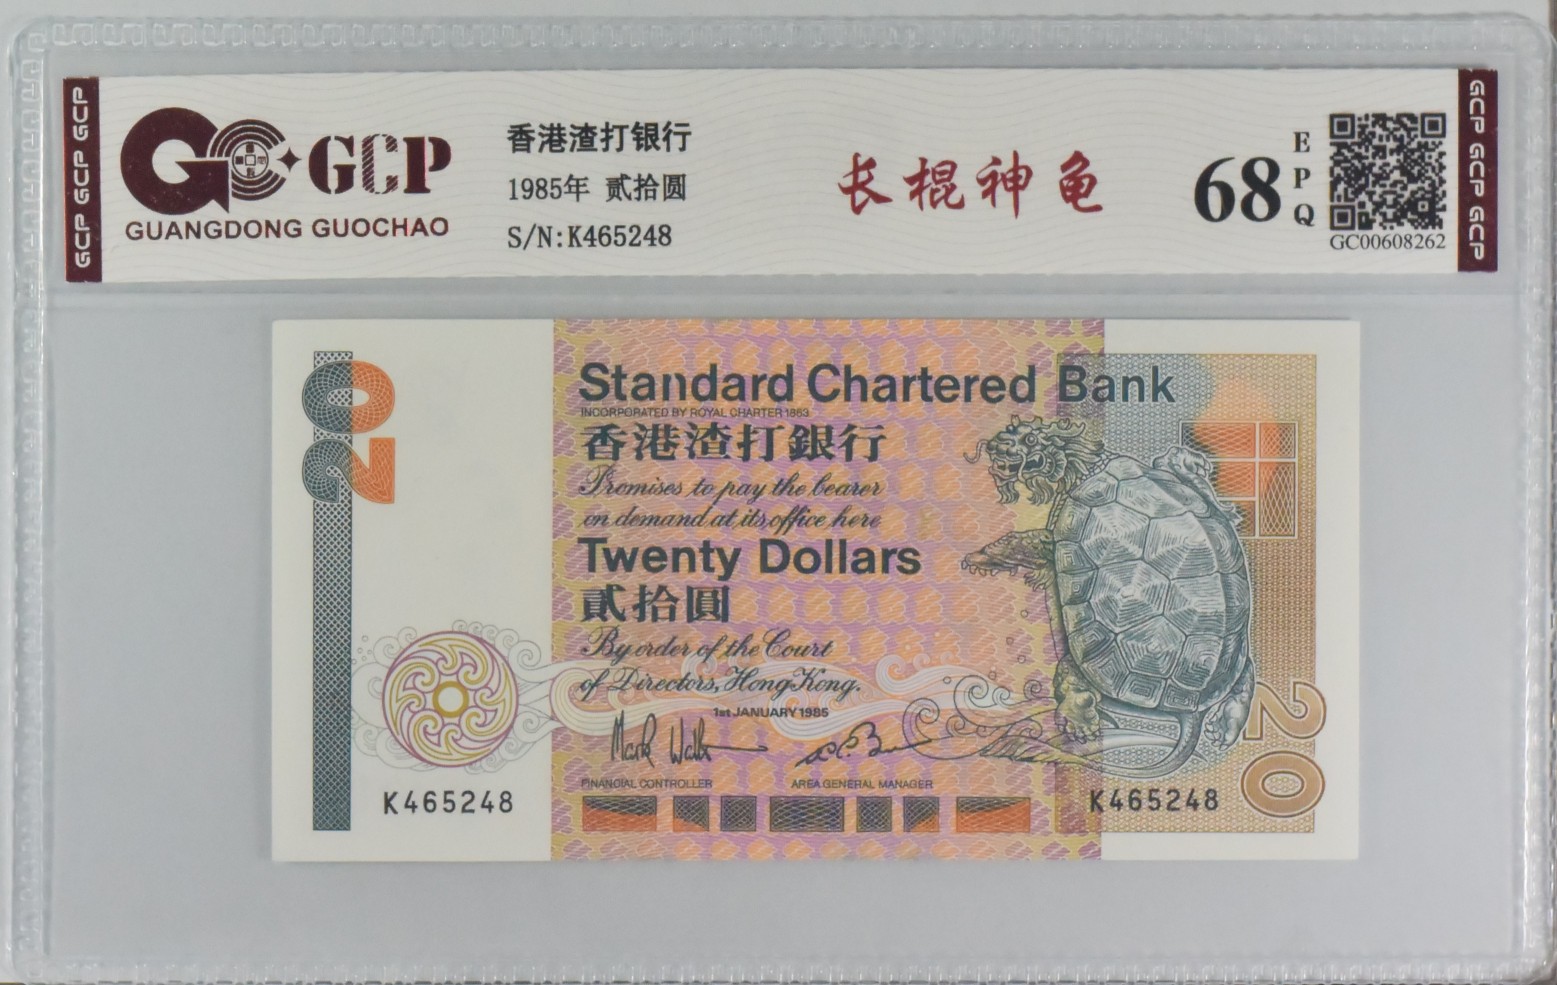 GCP GCP GCP
GCP
GUANGDONG GUOCHAO
香港渣打银行
1985年 贰拾圆
S/N:K465248
长棍神龟
68
EPQ
GC00608262
GCP GCP GCP
20
Standard Chartered Bank
INCORPORATED BY ROYAL CHARTER 1853
香港渣打銀行
Promises to pay the bearer
on demand at its office here
Twenty Dollars
貳拾圓
By order of the Court
of Directors, Hong Kong.
1st JANUARY 1985
FINANCIAL CONTROLLER
AREA GENERAL MANAGER
K465248
K465248
20